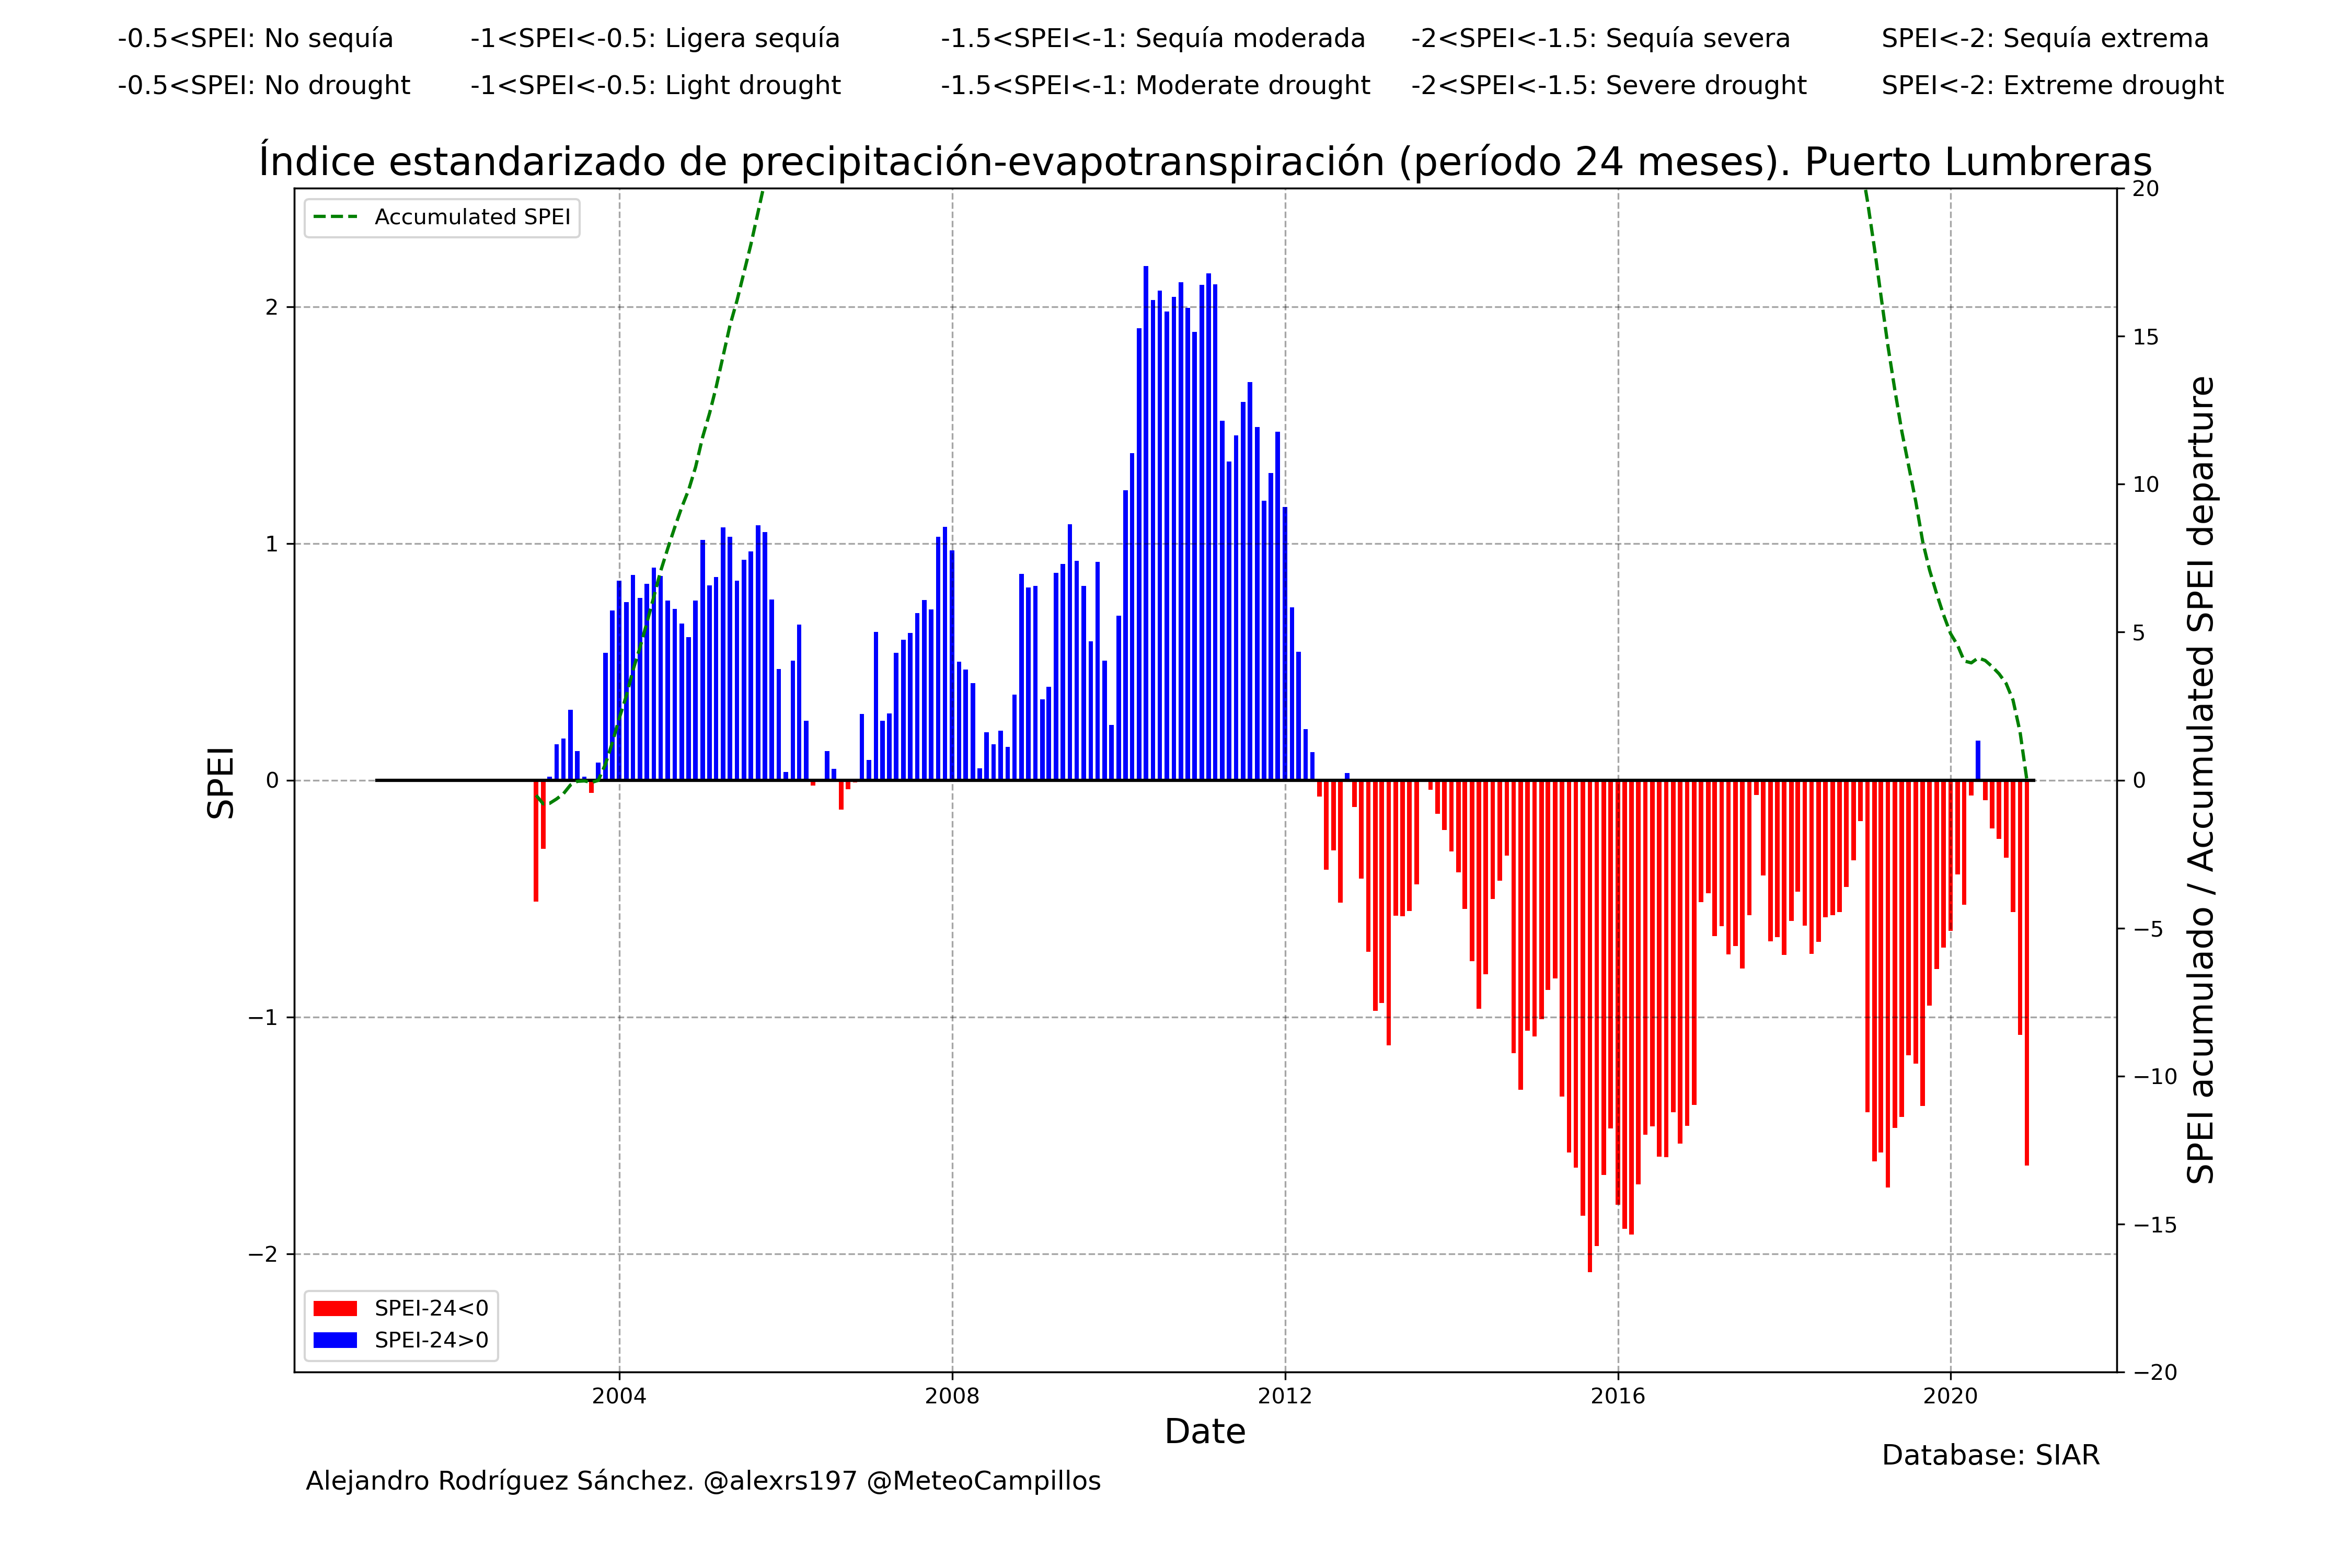 -0.5<SPEI: No sequía -1<SPEI<-0.5: Ligera sequía -1.5<SPEI<-1: Sequía moderada -2<SPEI<-1.5: Sequía severa SPEI<-2: Sequía extrema
-0.5<SPEI: No drought -1<SPEI<-0.5: Light drought -1.5<SPEI<-1: Moderate drought -2<SPEI<-1.5: Severe drought SPEI<-2: Extreme drought
Índice estandarizado de precipitación-evapotranspiración (período 24 meses). Puerto Lumbreras
Accumulated SPEI
SPEI
2
1
0
−1
−2
20
15
10
5
0
−5
−10
−15
−20
SPEI acumulado / Accumulated SPEI departure
SPEI-24<0
SPEI-24>0
2004 2008 2012 2016 2020
Date
Database: SIAR
Alejandro Rodríguez Sánchez. @alexrs197 @MeteoCampillos